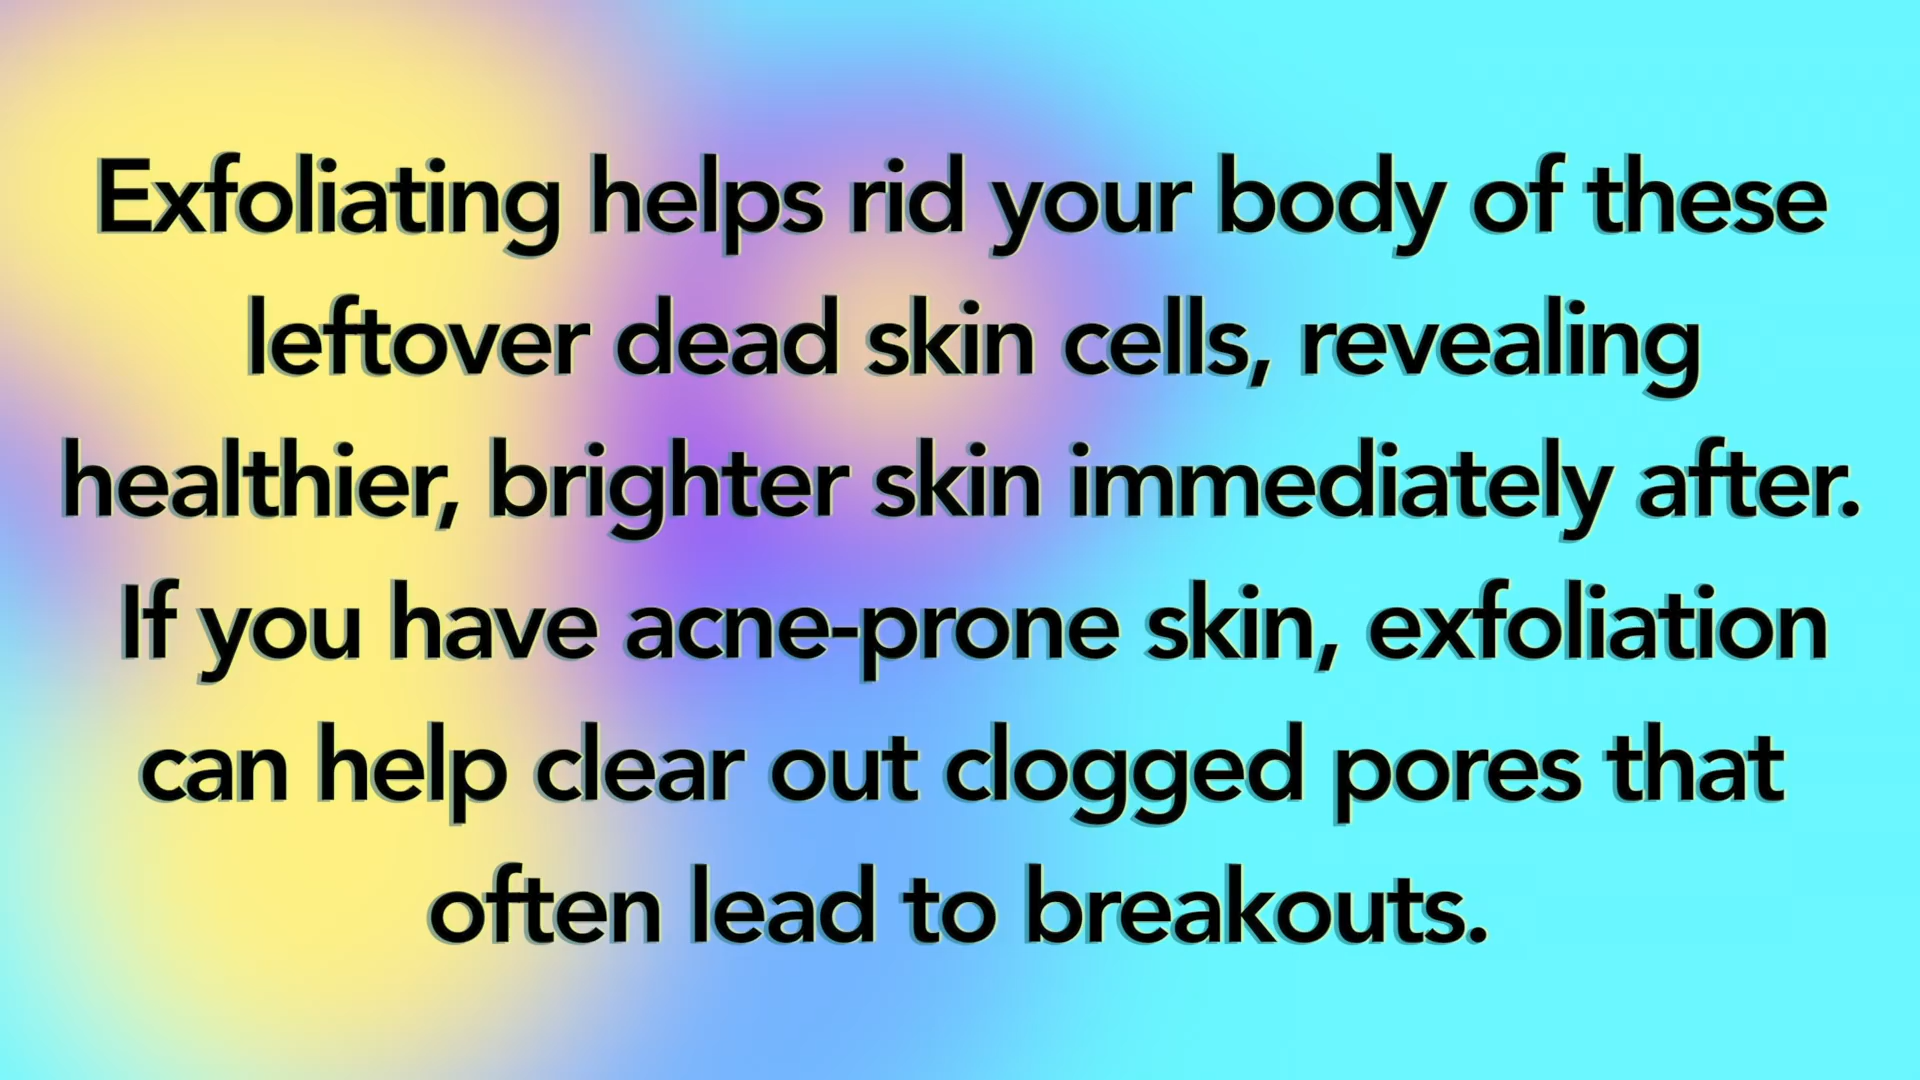 Exfoliating helps rid your body of these
leftover dead skin cells, revealing
healthier, brighter skin immediately after.
If you have acne-prone skin, exfoliation
can help clear out clogged pores that
often lead to breakouts.